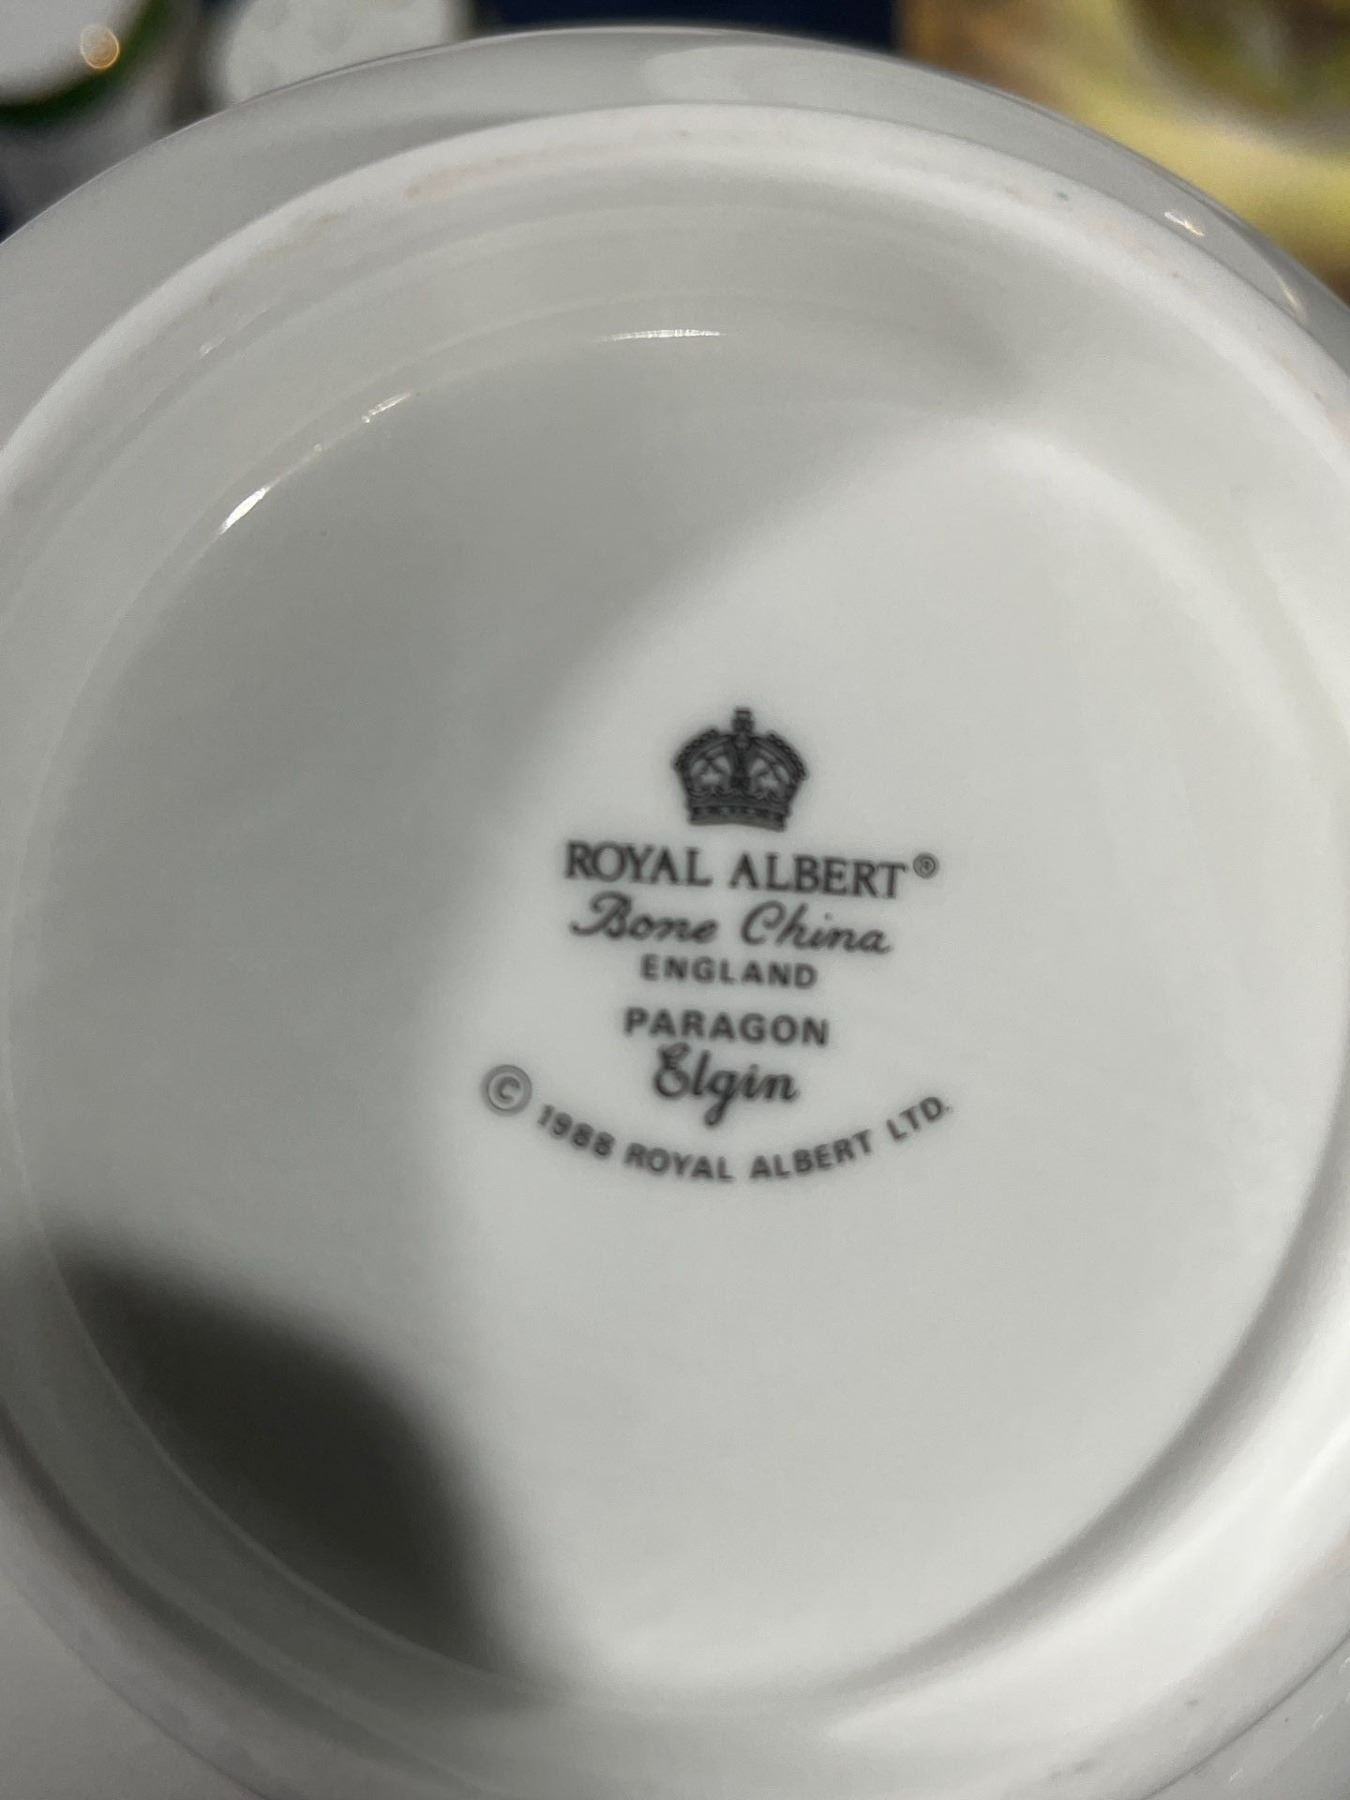 ROYAL ALBERT®
Bone China
ENGLAND
PARAGON
Elgin
© 1988 ROYAL ALBERT LTD.